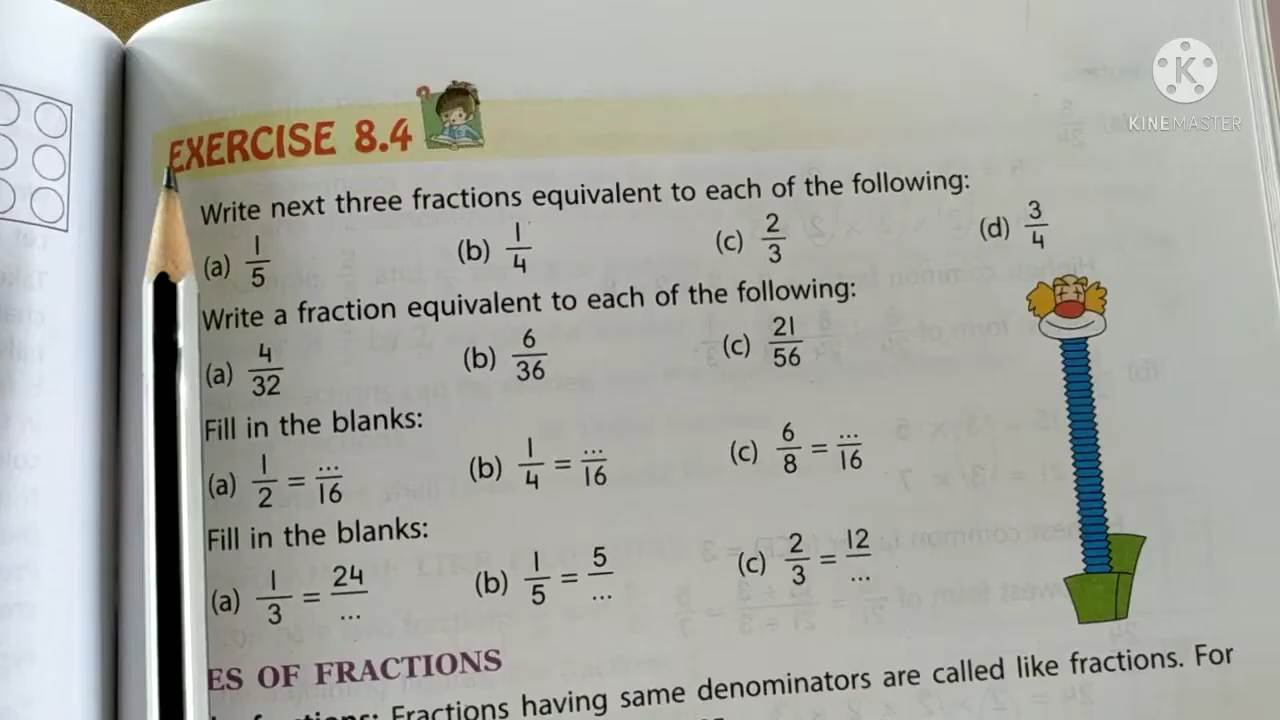 KINEMASTER
EXERCISE 8.4
Write next three fractions equivalent to each of the following:
(a) 1/5 (b) 1/4 (c) 2/3 (d) 3/4
Write a fraction equivalent to each of the following:
(a) 4/32 (b) 6/36 (c) 21/56
Fill in the blanks:
(a) 1/2 = .../16 (b) 1/4 = .../16 (c) 6/8 = .../16
Fill in the blanks:
(a) 1/3 = 24/... (b) 1/5 = 5/... (c) 2/3 = 12/...
ES OF FRACTIONS
Fractions having same denominators are called like fractions. For